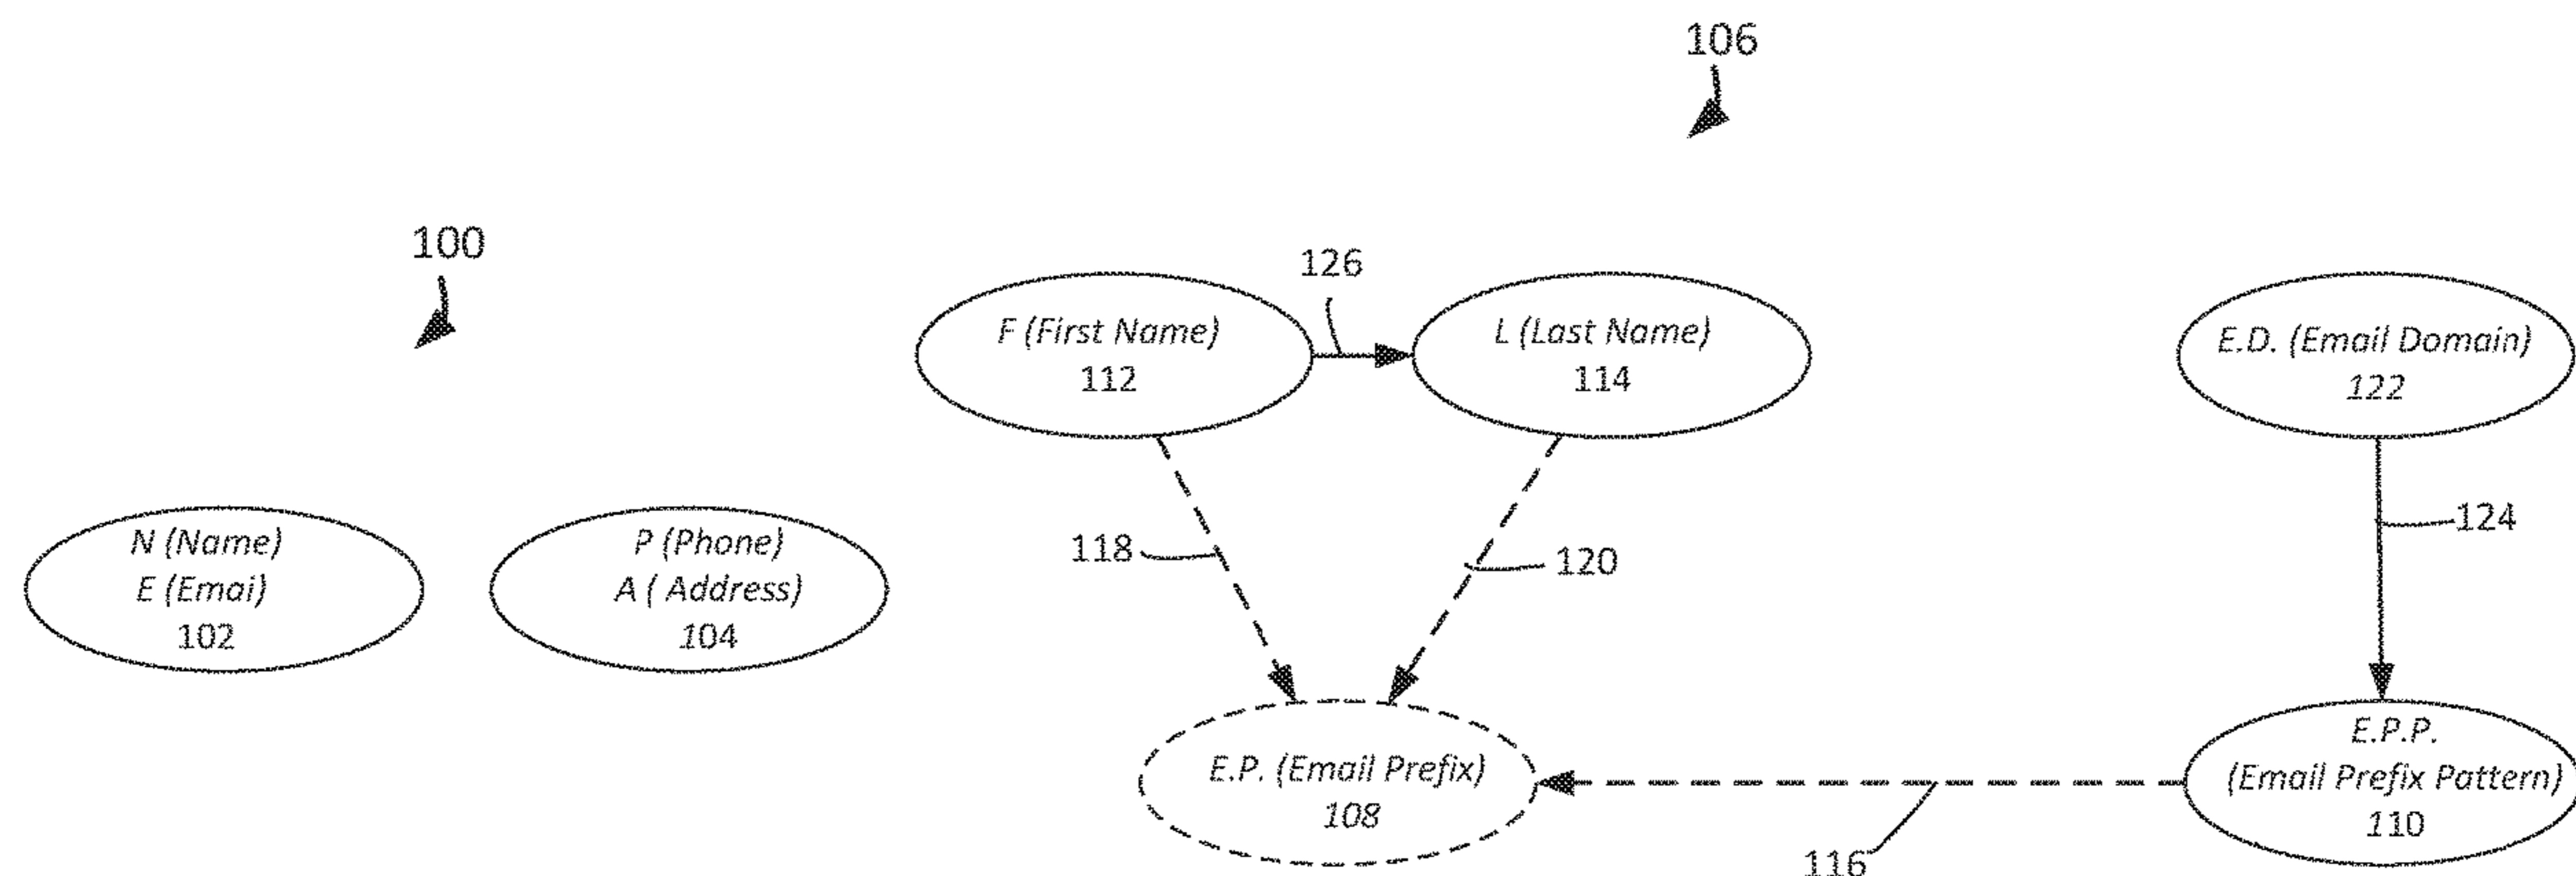 106
100
126
F (First Name)
112
L (Last Name)
114
E.D. (Email Domain)
122
N (Name)
E (Emai)
102
P (Phone)
A ( Address)
104
118
120
124
E.P. (Email Prefix)
108
E.P.P.
(Email Prefix Pattern)
110
116